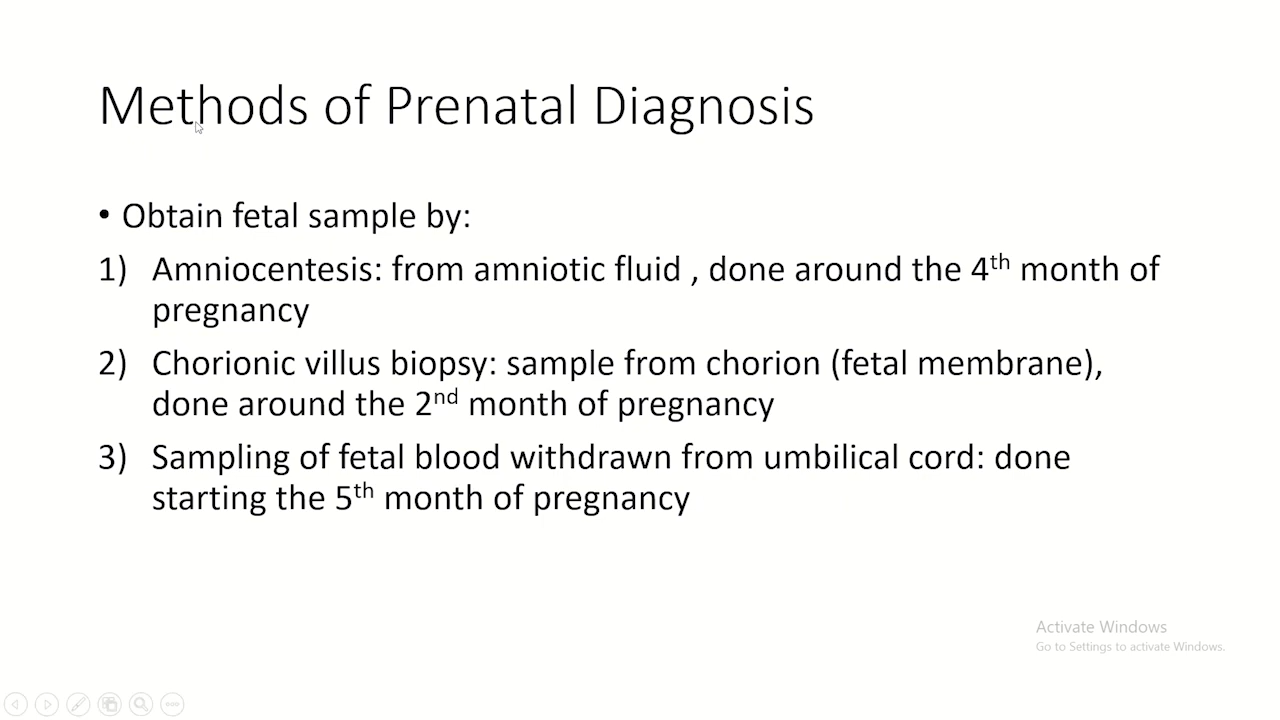 Methods of Prenatal Diagnosis
• Obtain fetal sample by:
1) Amniocentesis: from amniotic fluid , done around the 4th month of
pregnancy
2) Chorionic villus biopsy: sample from chorion (fetal membrane),
done around the 2nd month of pregnancy
3) Sampling of fetal blood withdrawn from umbilical cord: done
starting the 5th month of pregnancy
Activate Windows
Go to Settings to activate Windows.